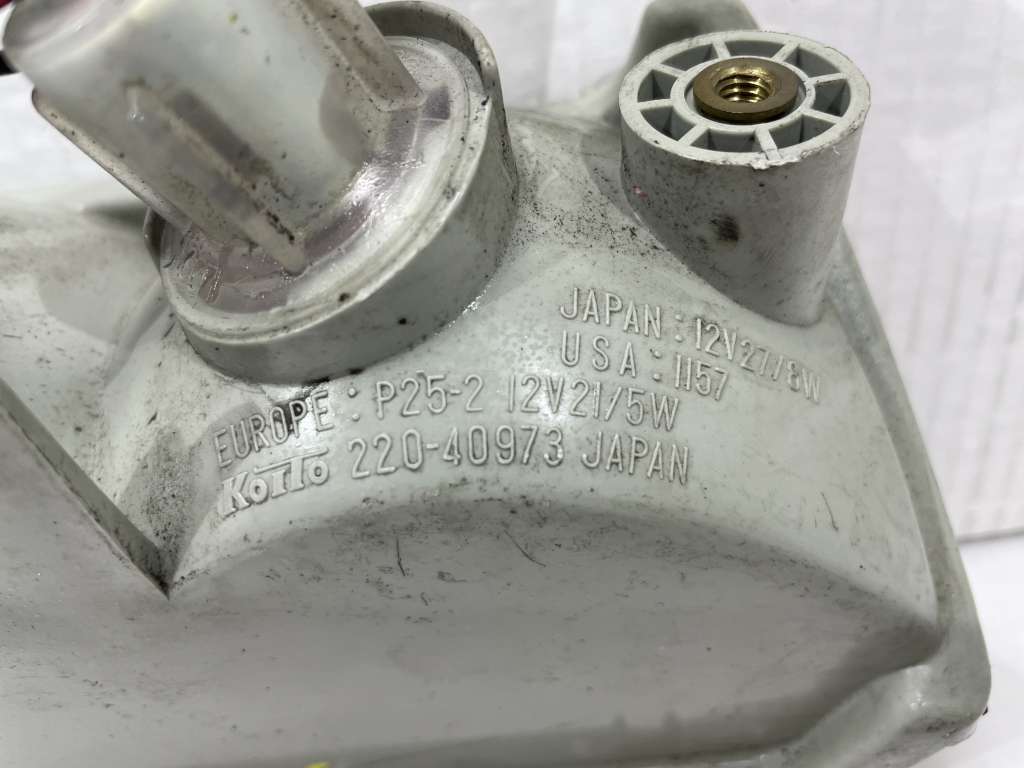 JAPAN : 12V27/8W
USA : 1157
EUROPE : P25-2 12V21/5W
KOITO 220-40973 JAPAN